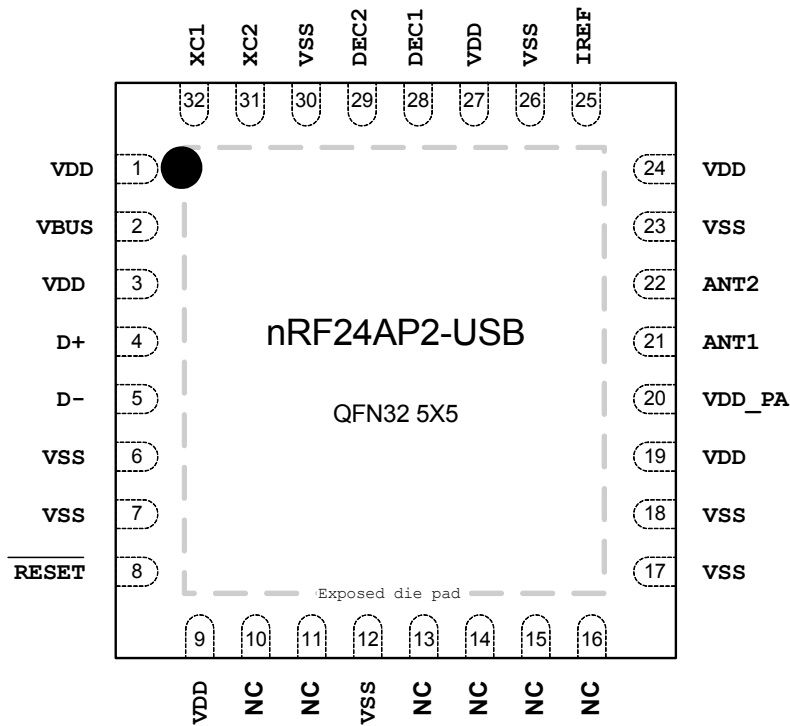 XC1 XC2 VSS DEC2 DEC1 VDD VSS IREF
32 31 30 29 28 27 26 25
VDD 1 24 VDD
VBUS 2 23 VSS
VDD 3 22 ANT2
D+ 4 21 ANT1
D- 5 20 VDD_PA
VSS 6 19 VDD
VSS 7 18 VSS
RESET 8 17 VSS
nRF24AP2-USB
QFN32 5X5
Exposed die pad
9 10 11 12 13 14 15 16
VDD NC NC VSS NC NC NC NC